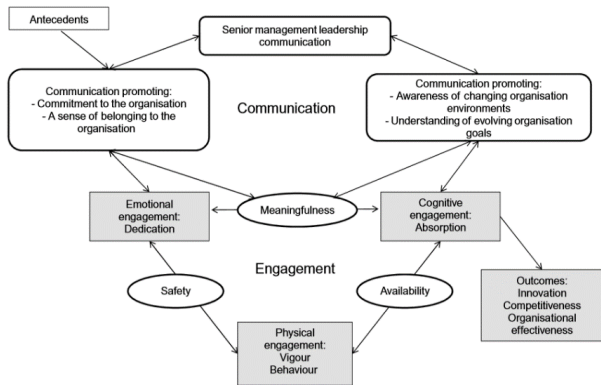 Antecedents
Senior management leadership
communication
Communication promoting:
- Commitment to the organisation
- A sense of belonging to the
organisation
Communication
Communication promoting:
- Awareness of changing organisation
environments
- Understanding of evolving organisation
goals
Emotional
engagement:
Dedication
Meaningfulness
Cognitive
engagement:
Absorption
Engagement
Safety
Availability
Outcomes:
Innovation
Competitiveness
Organisational
effectiveness
Physical
engagement:
Vigour
Behaviour